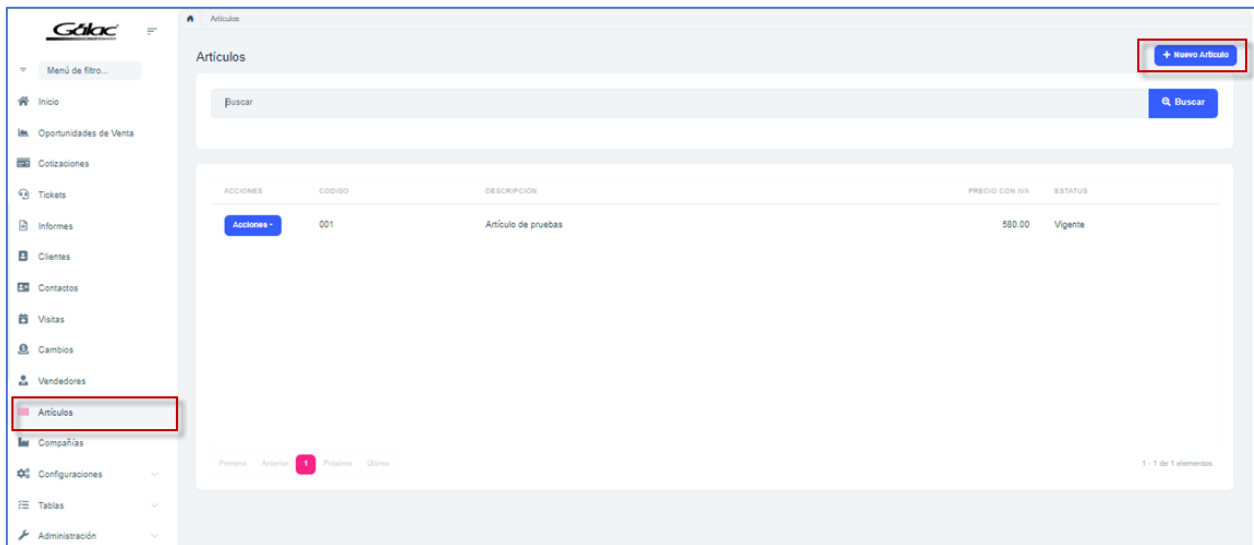 Gálac
Artículos
Menú de filtro...
Inicio
Oportunidades de Venta
Cotizaciones
Tickets
Informes
Clientes
Contactos
Visitas
Cambios
Vendedores
Artículos
Compañías
Configuraciones
Tablas
Administración
Artículos
+ Nuevo Artículo
Buscar
Buscar
ACCIONES CÓDIGO DESCRIPCIÓN PRECIO CON IVA ESTATUS
Acciones 001 Artículo de pruebas 580.00 Vigente
Primero Anterior 1 Próximo Último
1 - 1 de 1 elementos